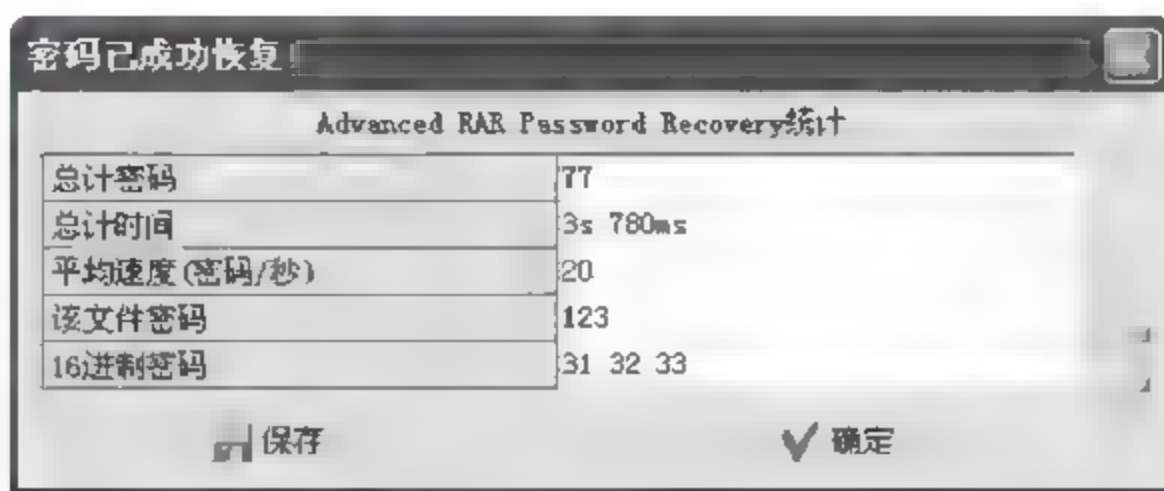 密码已成功恢复
Advanced RAR Password Recovery统计
总计密码 77
总计时间 3s 780ms
平均速度(密码/秒) 20
该文件密码 123
16进制密码 31 32 33
保存 确定